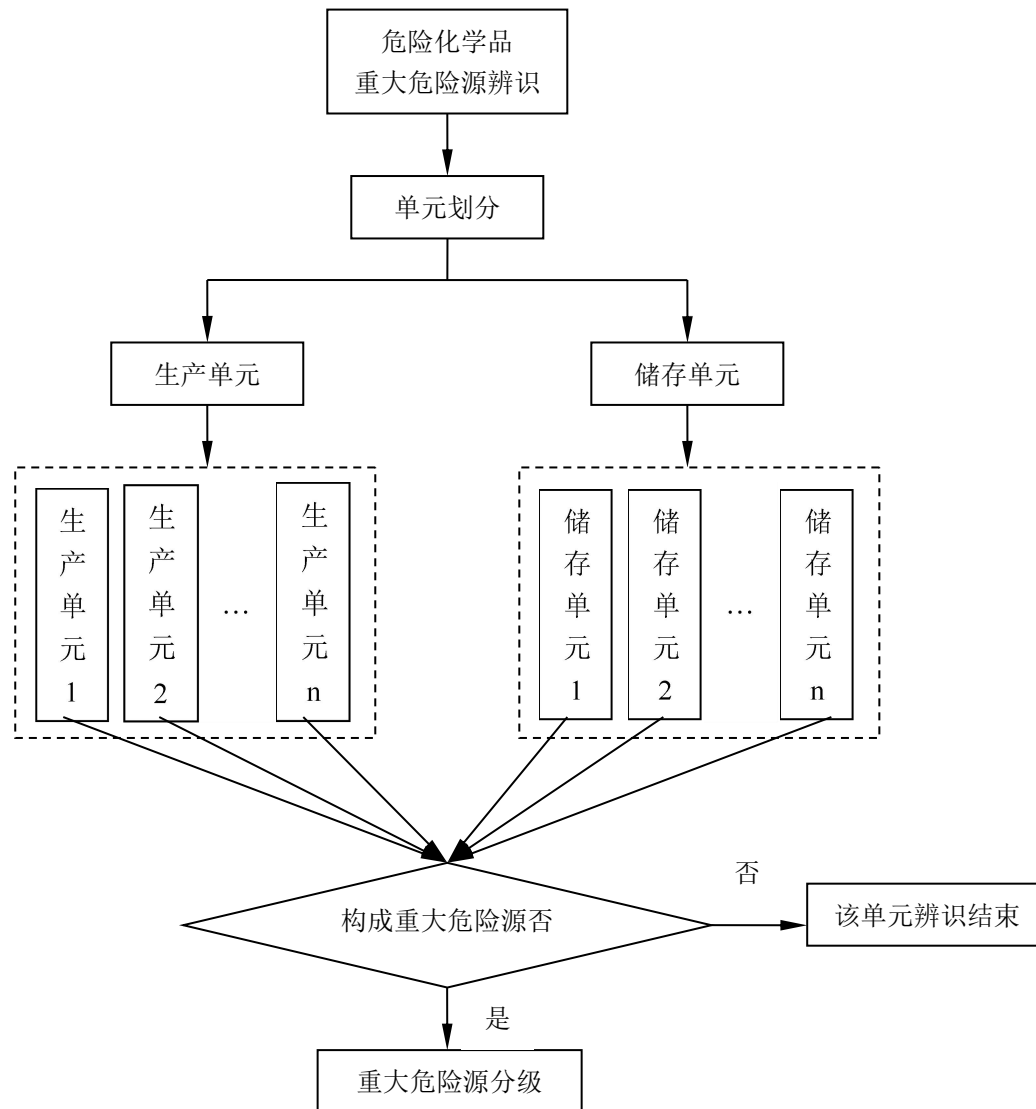 危险化学品
重大危险源辨识
单元划分
生产单元
储存单元
生产单元1
生产单元2
…
生产单元n
储存单元1
储存单元2
…
储存单元n
构成重大危险源否
否
该单元辨识结束
是
重大危险源分级